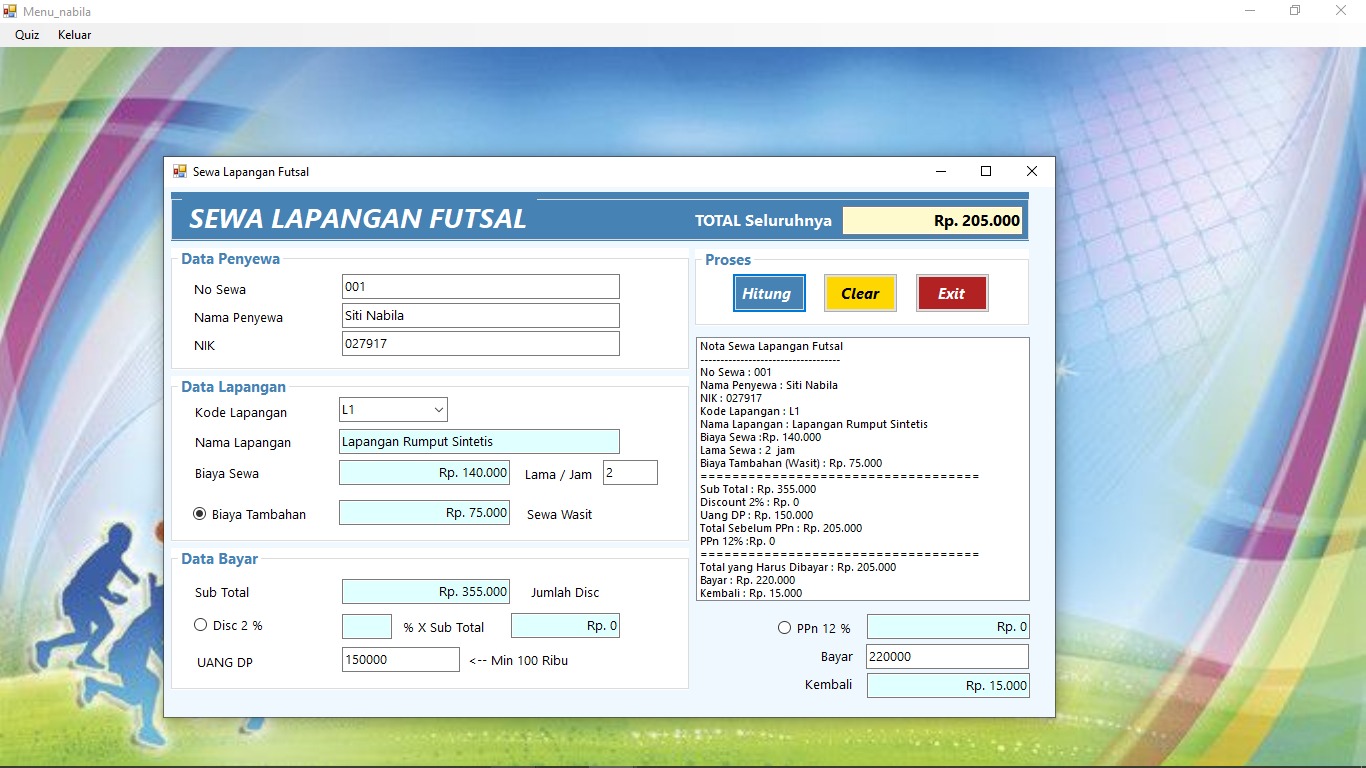 Menu_nabila
Quiz Keluar
Sewa Lapangan Futsal
SEWA LAPANGAN FUTSAL
TOTAL Seluruhnya Rp. 205.000
Data Penyewa
No Sewa 001
Nama Penyewa Siti Nabila
NIK 027917
Data Lapangan
Kode Lapangan L1
Nama Lapangan Lapangan Rumput Sintetis
Biaya Sewa Rp. 140.000 Lama / Jam 2
Biaya Tambahan Rp. 75.000 Sewa Wasit
Data Bayar
Sub Total Rp. 355.000 Jumlah Disc
Disc 2 % % X Sub Total Rp. 0
UANG DP 150000 <-- Min 100 Ribu
Proses
Hitung Clear Exit
Nota Sewa Lapangan Futsal
-----------------------------------
No Sewa : 001
Nama Penyewa : Siti Nabila
NIK : 027917
Kode Lapangan : L1
Nama Lapangan : Lapangan Rumput Sintetis
Biaya Sewa :Rp. 140.000
Lama Sewa : 2 jam
Biaya Tambahan (Wasit) : Rp. 75.000
===================================
Sub Total : Rp. 355.000
Discount 2% : Rp. 0
Uang DP : Rp. 150.000
Total Sebelum PPn : Rp. 205.000
PPn 12% :Rp. 0
===================================
Total yang Harus Dibayar : Rp. 205.000
Bayar : Rp. 220.000
Kembali : Rp. 15.000
PPn 12 % Rp. 0
Bayar 220000
Kembali Rp. 15.000